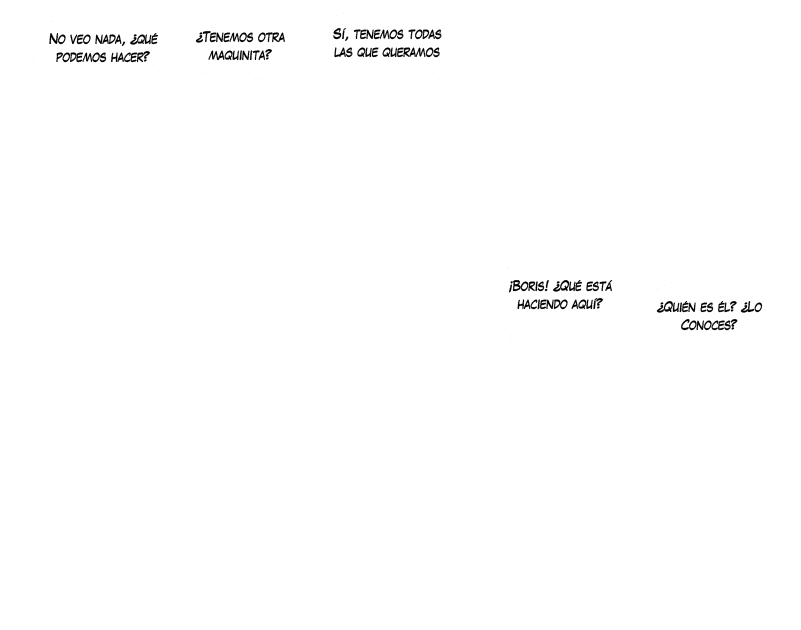 No veo nada, ¿qué
podemos hacer?
¿Tenemos otra
maquinita?
Sí, tenemos todas
las que queramos
¡Boris! ¿Qué está
haciendo aquí?
¿Quién es él? ¿Lo
Conoces?